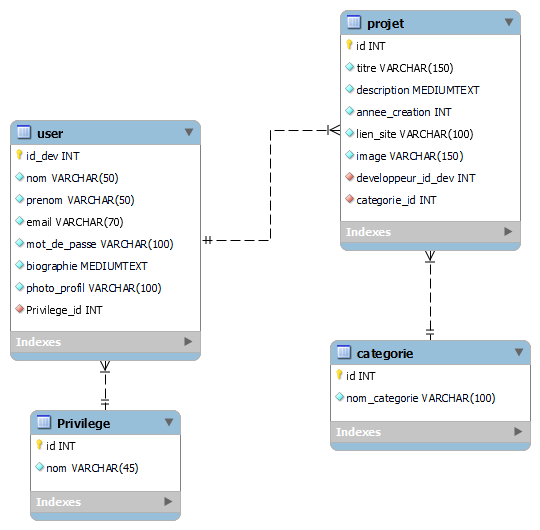 projet
id INT
titre VARCHAR(150)
description MEDIUMTEXT
annee_creation INT
lien_site VARCHAR(100)
image VARCHAR(150)
developpeur_id_dev INT
categorie_id INT
Indexes
user
id_dev INT
nom VARCHAR(50)
prenom VARCHAR(50)
email VARCHAR(70)
mot_de_passe VARCHAR(100)
biographie MEDIUMTEXT
photo_profil VARCHAR(100)
Privilege_id INT
Indexes
categorie
id INT
nom_categorie VARCHAR(100)
Indexes
Privilege
id INT
nom VARCHAR(45)
Indexes